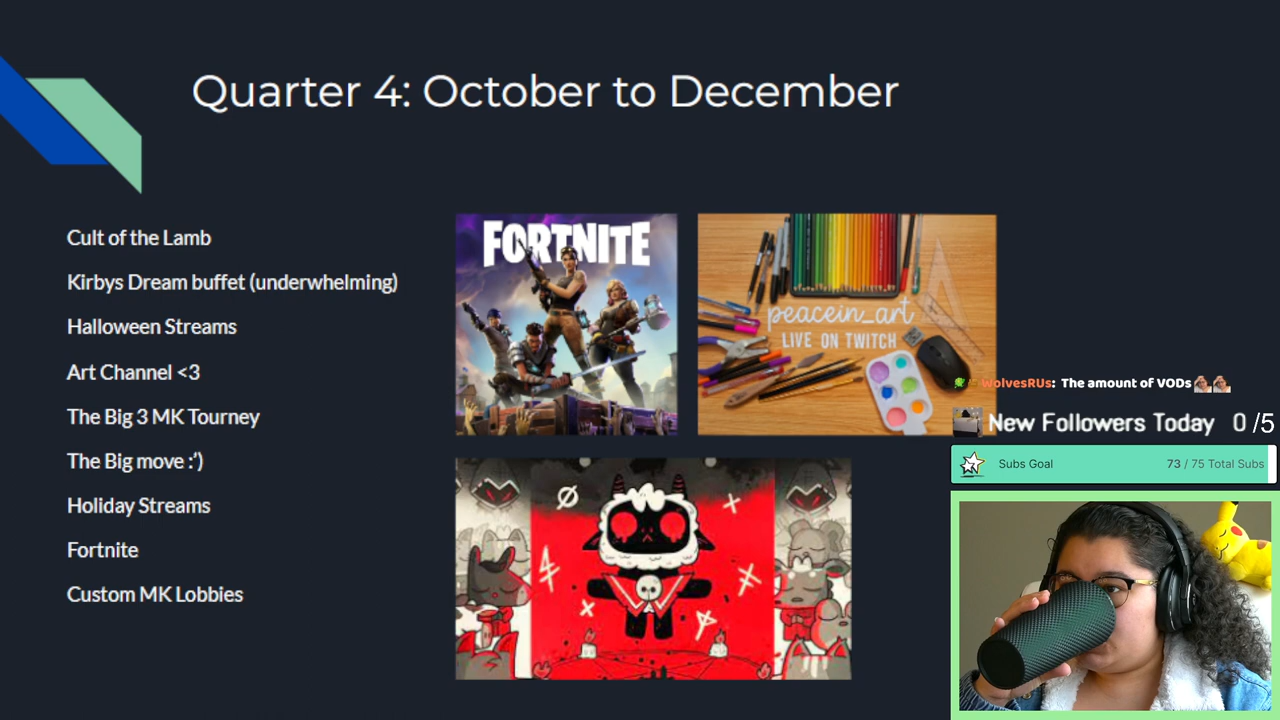 Quarter 4: October to December
Cult of the Lamb
Kirbys Dream buffet (underwhelming)
Halloween Streams
Art Channel <3
The Big 3 MK Tourney
The Big move :')
Holiday Streams
Fortnite
Custom MK Lobbies
FORTNITE
peacein_art
LIVE ON TWITCH
WolvesRUs: The amount of VODs
New Followers Today 0 /5
Subs Goal 73 / 75 Total Subs